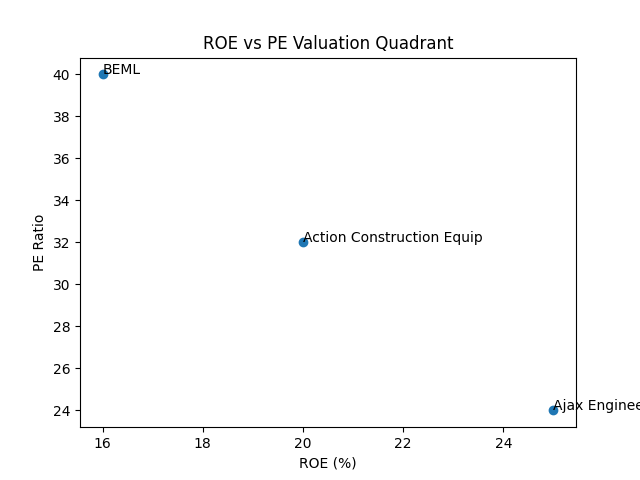 ROE vs PE Valuation Quadrant
40
BEML
38
36
34
32
Action Construction Equip
30
28
26
24
Ajax Enginee
PE Ratio
16
18
20
22
24
ROE (%)